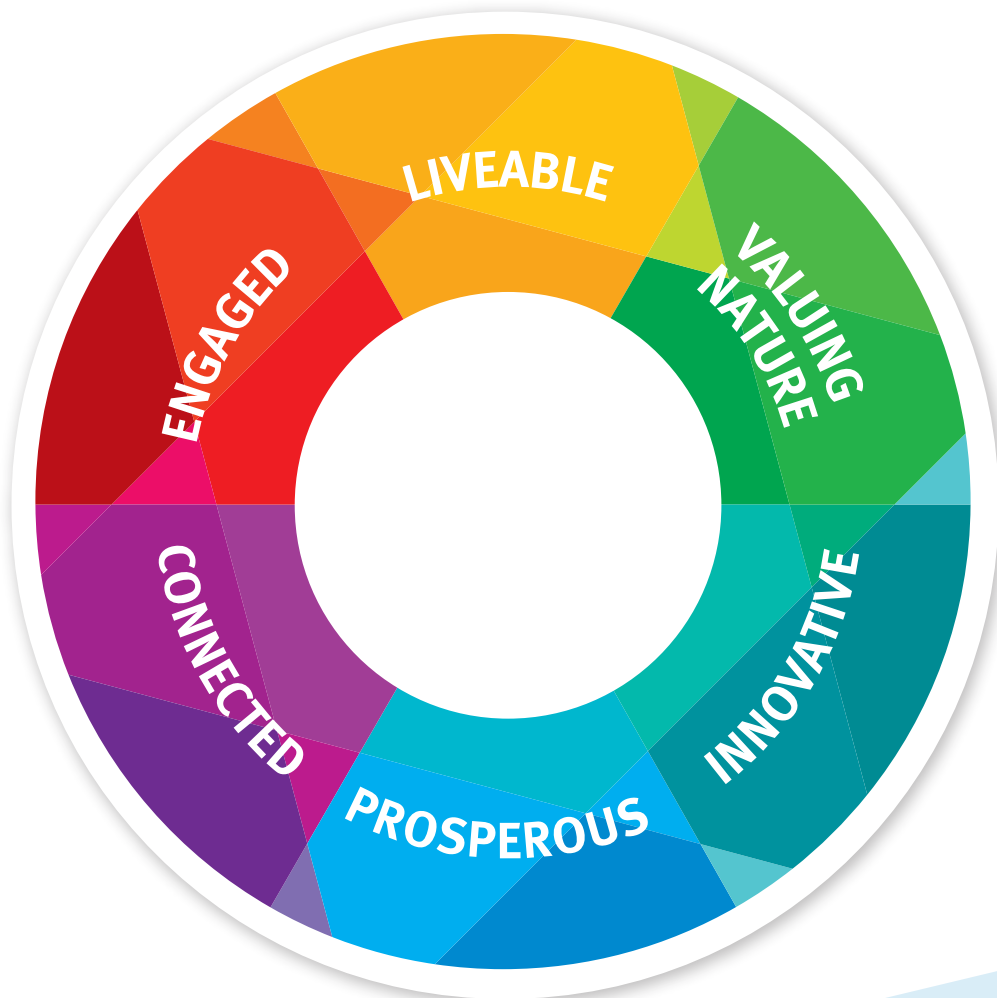 LIVEABLE
VALUING
NATURE
INNOVATIVE
PROSPEROUS
CONNECTED
ENGAGED